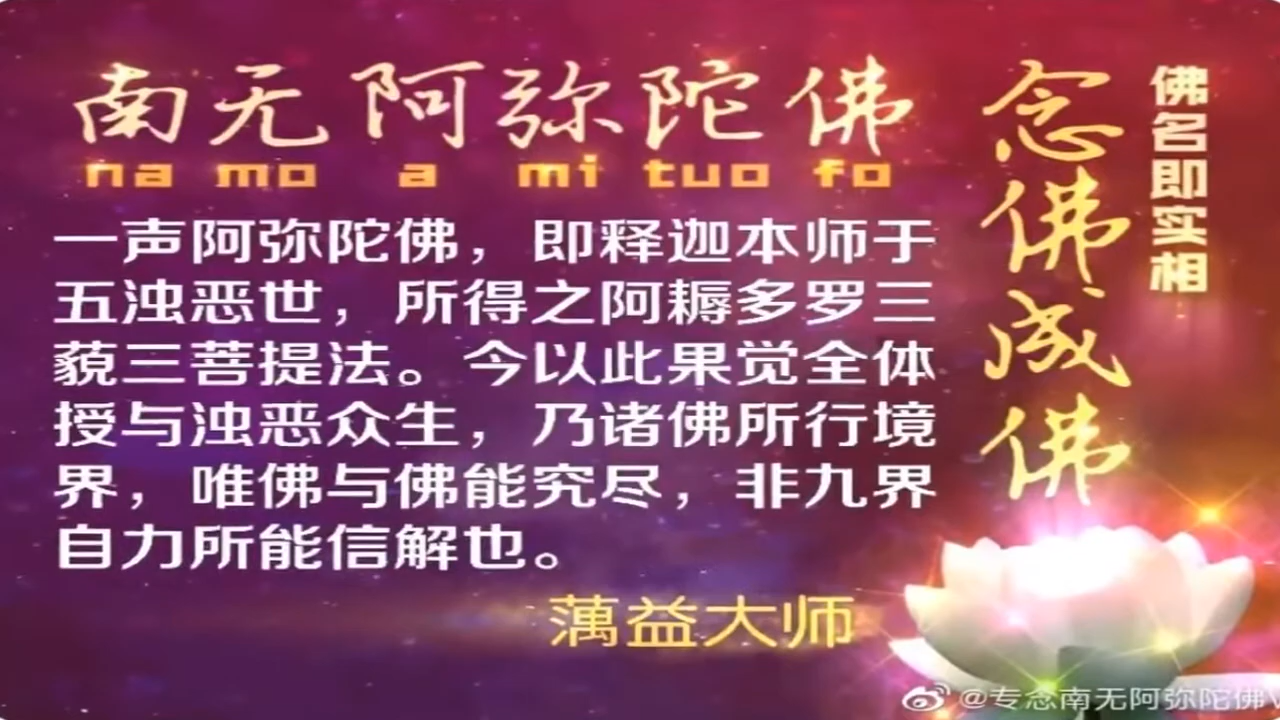 南无阿弥陀佛
na mo a mi tuo fo
一声阿弥陀佛，即释迦本师于
五浊恶世，所得之阿耨多罗三
藐三菩提法。今以此果觉全体
授与浊恶众生，乃诸佛所行境
界，唯佛与佛能究尽，非九界
自力所能信解也。
蕅益大师
念佛成佛
佛名即实相
@专念南无阿弥陀佛V